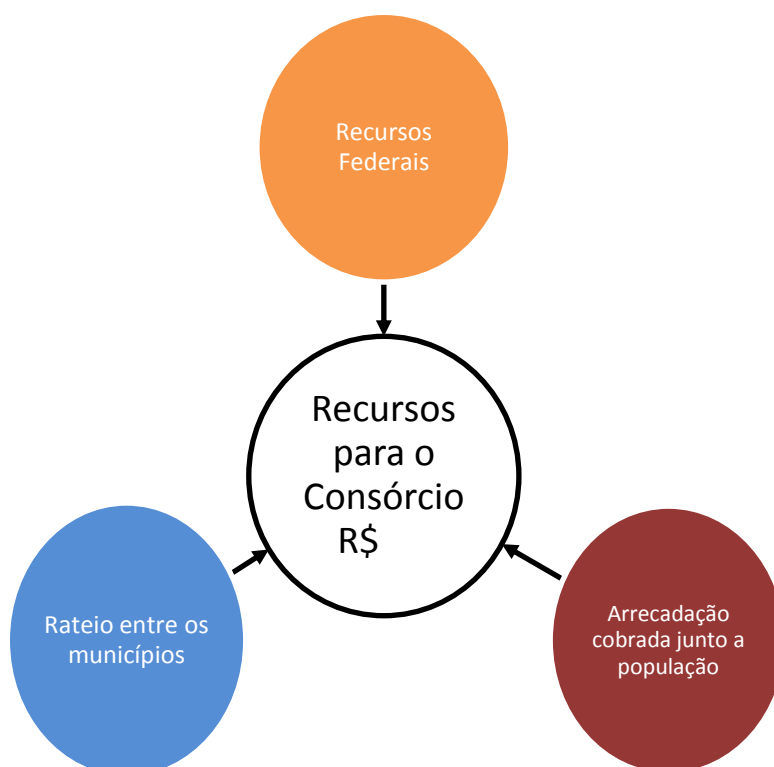 Recursos
Federais
Recursos
para o
Consórcio
R$
Rateio entre os
municípios
Arrecadação
cobrada junto a
população